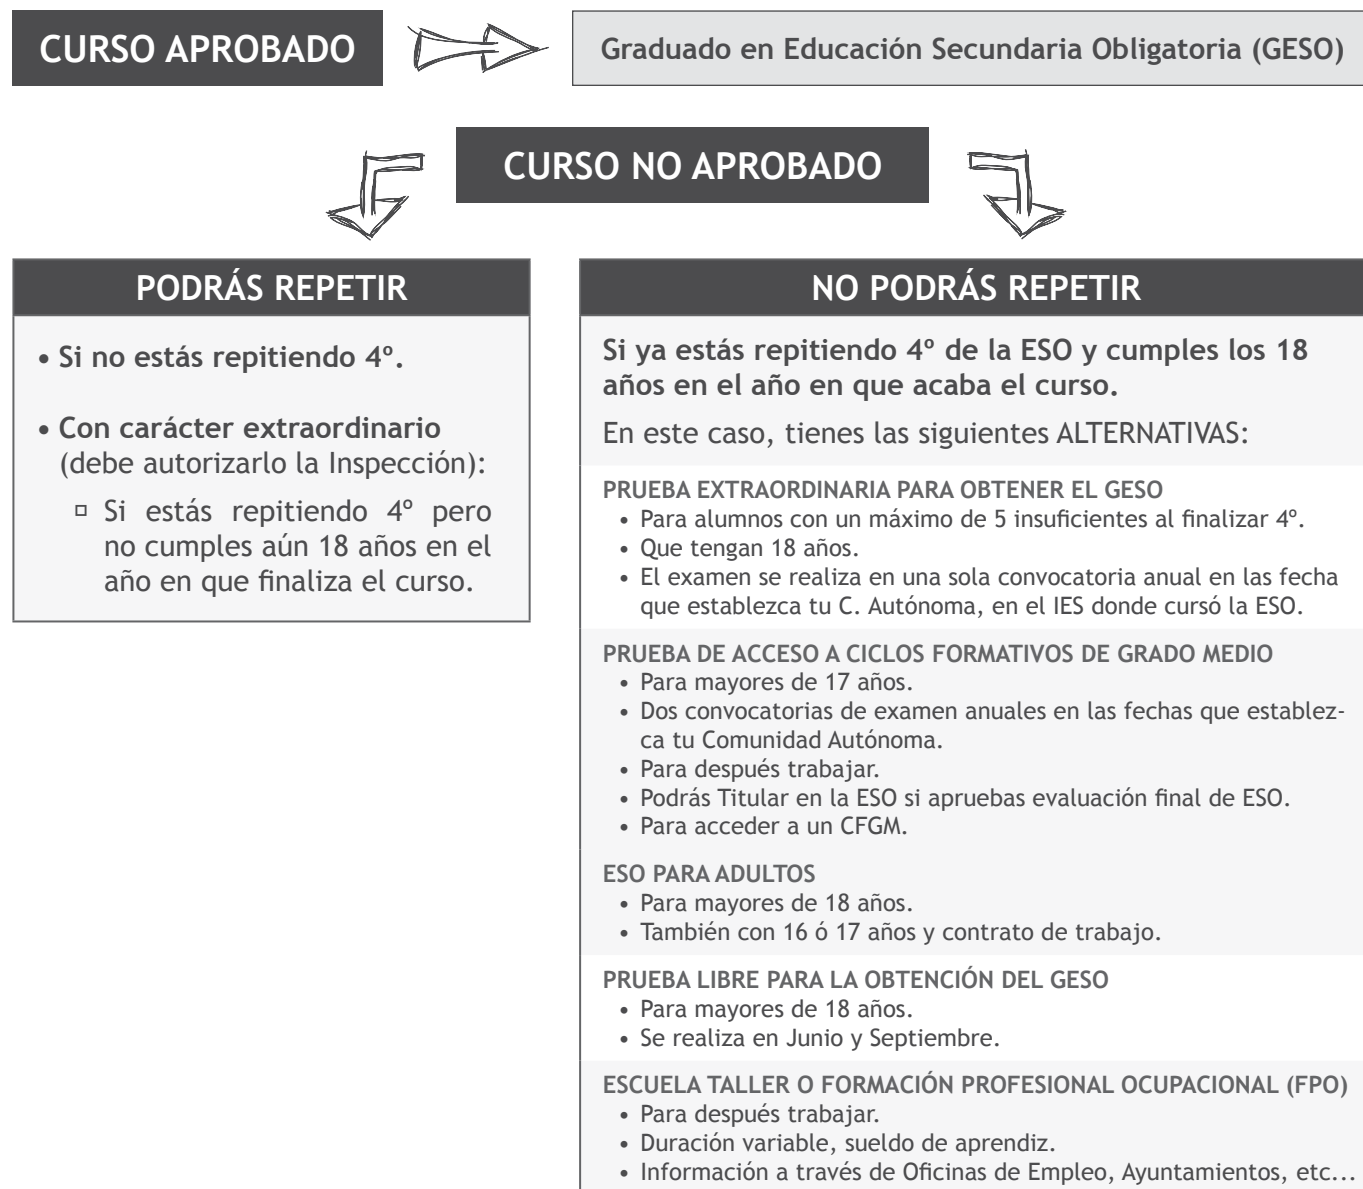 CURSO APROBADO
Graduado en Educación Secundaria Obligatoria (GESO)
CURSO NO APROBADO
PODRÁS REPETIR
• Si no estás repitiendo 4º.
• Con carácter extraordinario
(debe autorizarlo la Inspección):
▫ Si estás repitiendo 4º pero
no cumples aún 18 años en el
año en que finaliza el curso.
NO PODRÁS REPETIR
Si ya estás repitiendo 4º de la ESO y cumples los 18
años en el año en que acaba el curso.
En este caso, tienes las siguientes ALTERNATIVAS:
PRUEBA EXTRAORDINARIA PARA OBTENER EL GESO
• Para alumnos con un máximo de 5 insuficientes al finalizar 4º.
• Que tengan 18 años.
• El examen se realiza en una sola convocatoria anual en las fecha
que establezca tu C. Autónoma, en el IES donde cursó la ESO.
PRUEBA DE ACCESO A CICLOS FORMATIVOS DE GRADO MEDIO
• Para mayores de 17 años.
• Dos convocatorias de examen anuales en las fechas que establez-
ca tu Comunidad Autónoma.
• Para después trabajar.
• Podrás Titular en la ESO si apruebas evaluación final de ESO.
• Para acceder a un CFGM.
ESO PARA ADULTOS
• Para mayores de 18 años.
• También con 16 ó 17 años y contrato de trabajo.
PRUEBA LIBRE PARA LA OBTENCIÓN DEL GESO
• Para mayores de 18 años.
• Se realiza en Junio y Septiembre.
ESCUELA TALLER O FORMACIÓN PROFESIONAL OCUPACIONAL (FPO)
• Para después trabajar.
• Duración variable, sueldo de aprendiz.
• Información a través de Oficinas de Empleo, Ayuntamientos, etc...